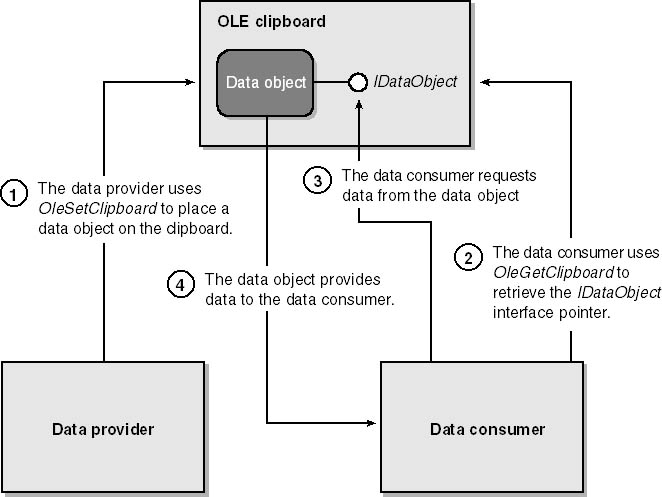 OLE clipboard
Data object
IDataObject
1
The data provider uses
OleSetClipboard to place a
data object on the clipboard.
3
The data consumer requests
data from the data object
2
The data consumer uses
OleGetClipboard to
retrieve the IDataObject
interface pointer.
4
The data object provides
data to the data consumer.
Data provider
Data consumer